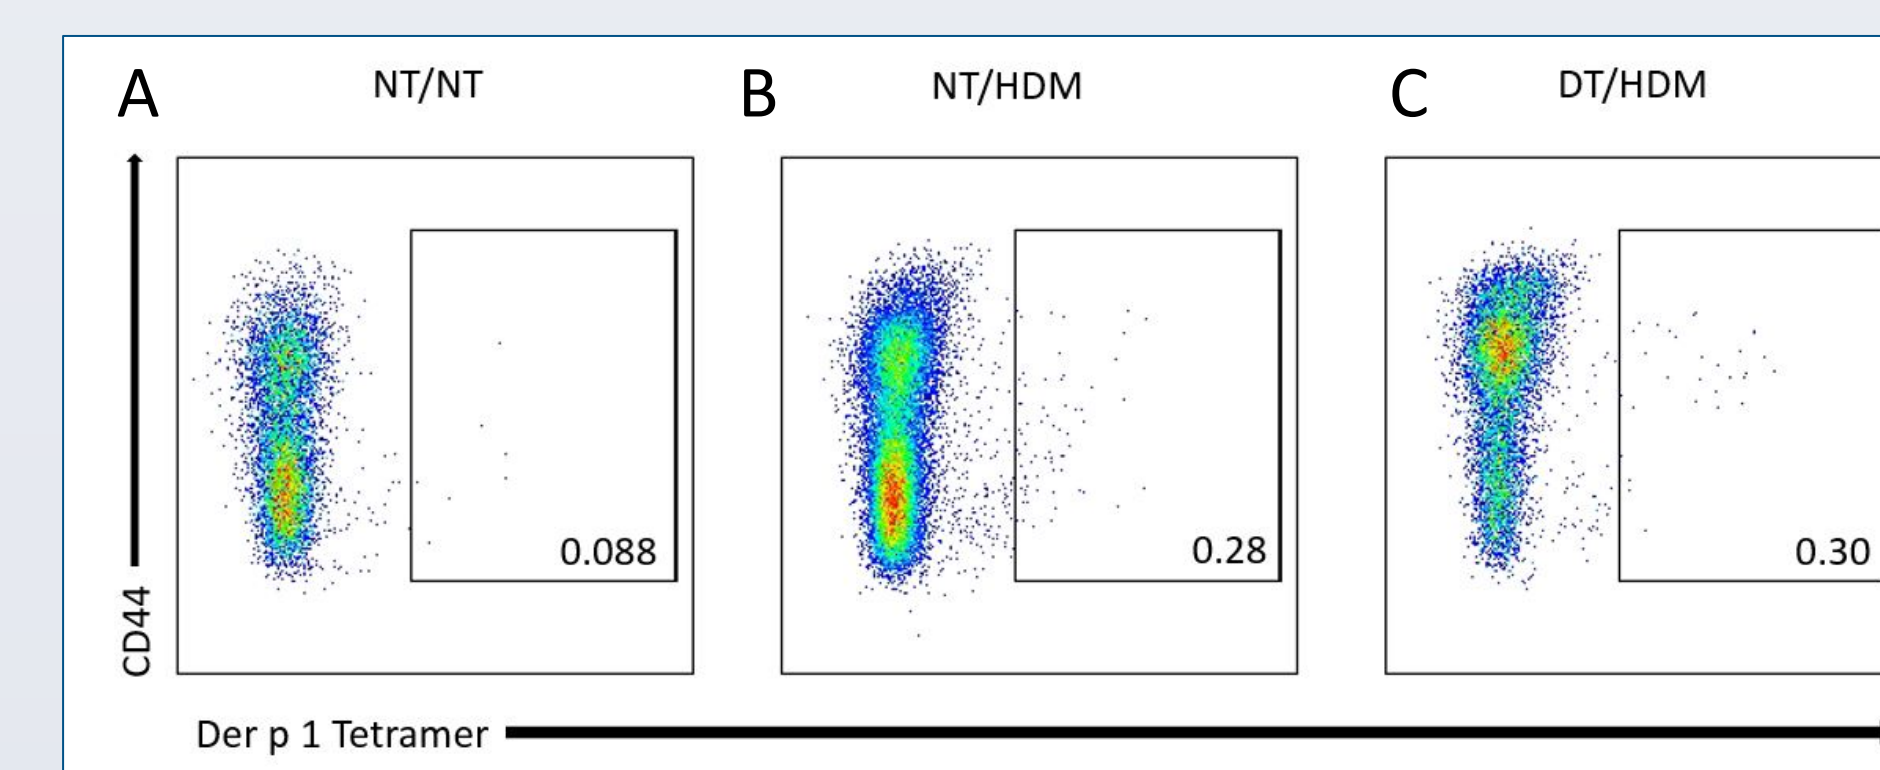 A NT/NT B NT/HDM C DT/HDM
0.088 0.28 0.30
CD44
Der p 1 Tetramer